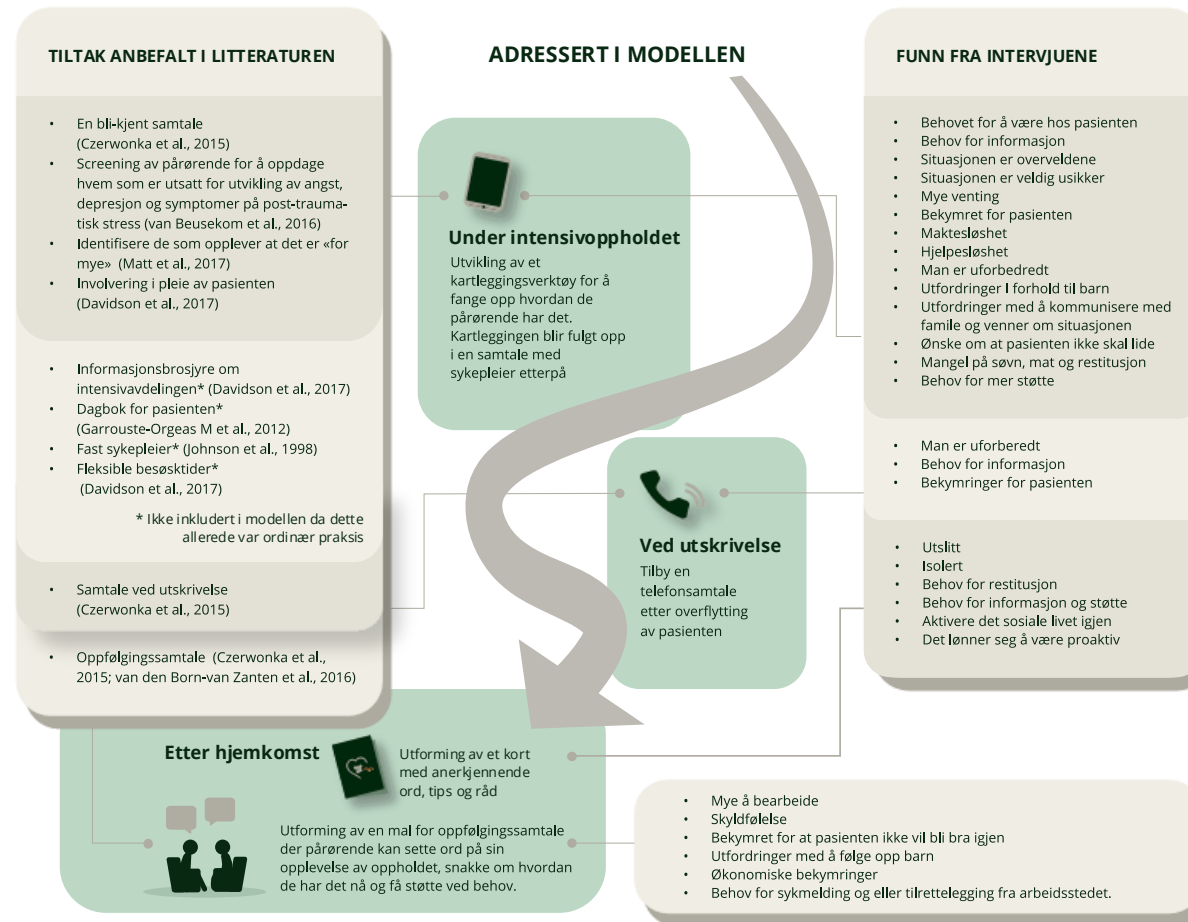 TILTAK ANBEFALT I LITTERATUREN
• En bli-kjent samtale
(Czerwonka et al., 2015)
• Screening av pårørende for å oppdage
hvem som er utsatt for utvikling av angst,
depresjon og symptomer på post-trauma-
tisk stress (van Beusekom et al., 2016)
• Identifisere de som opplever at det er «for
mye» (Matt et al., 2017)
• Involvering i pleie av pasienten
(Davidson et al., 2017)
• Informasjonsbrosjyre om
intensivavdelingen* (Davidson et al., 2017)
• Dagbok for pasienten*
(Garrouste-Orgeas M et al., 2012)
• Fast sykepleier* (Johnson et al., 1998)
• Fleksible besøsktider*
(Davidson et al., 2017)
* Ikke inkludert i modellen da dette
allerede var ordinær praksis
• Samtale ved utskrivelse
(Czerwonka et al., 2015)
• Oppfølgingssamtale (Czerwonka et al.,
2015; van den Born-van Zanten et al., 2016)
ADRESSERT I MODELLEN
Under intensivoppholdet
Utvikling av et
kartleggingsverktøy for å
fange opp hvordan de
pårørende har det.
Kartleggingen blir fulgt opp
i en samtale med
sykepleier etterpå
Ved utskrivelse
Tilby en
telefonsamtale
etter overflytting
av pasienten
Etter hjemkomst
Utforming av et kort
med anerkjennende
ord, tips og råd
Utforming av en mal for oppfølgingssamtale
der pårørende kan sette ord på sin
opplevelse av oppholdet, snakke om hvordan
de har det nå og få støtte ved behov.
FUNN FRA INTERVJUENE
• Behovet for å være hos pasienten
• Behov for informasjon
• Situasjonen er overveldene
• Situasjonen er veldig usikker
• Mye venting
• Bekymret for pasienten
• Maktesløshet
• Hjelpesløshet
• Man er uforbedredt
• Utfordringer I forhold til barn
• Utfordringer med å kommunisere med
famile og venner om situasjonen
• Ønske om at pasienten ikke skal lide
• Mangel på søvn, mat og restitusjon
• Behov for mer støtte
• Man er uforberedt
• Behov for informasjon
• Bekymringer for pasienten
• Utslitt
• Isolert
• Behov for restitusjon
• Behov for informasjon og støtte
• Aktivere det sosiale livet igjen
• Det lønner seg å være proaktiv
• Mye å bearbeide
• Skyldfølelse
• Bekymret for at pasienten ikke vil bli bra igjen
• Utfordringer med å følge opp barn
• Økonomiske bekymringer
• Behov for sykmelding og eller tilrettelegging fra arbeidsstedet.